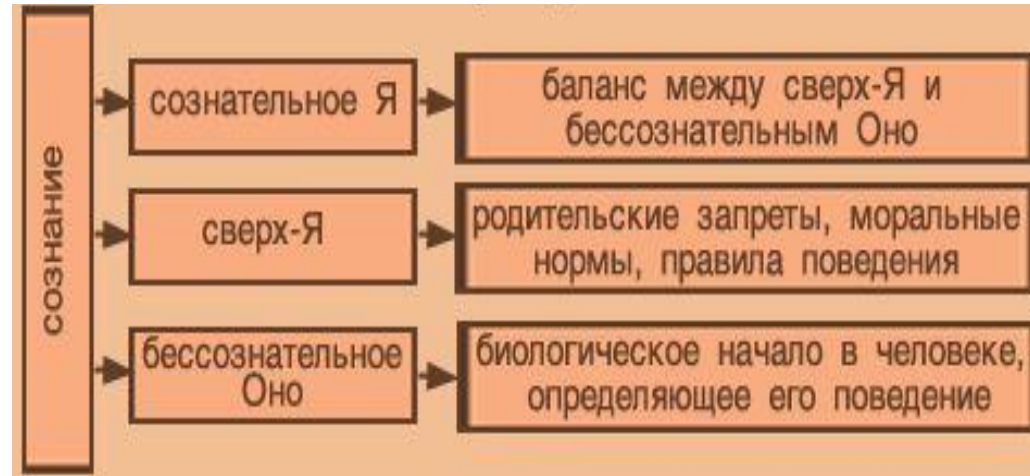 сознание
сознательное Я
баланс между сверх-Я и
бессознательным Оно
сверх-Я
родительские запреты, моральные
нормы, правила поведения
бессознательное
Оно
биологическое начало в человеке,
определяющее его поведение